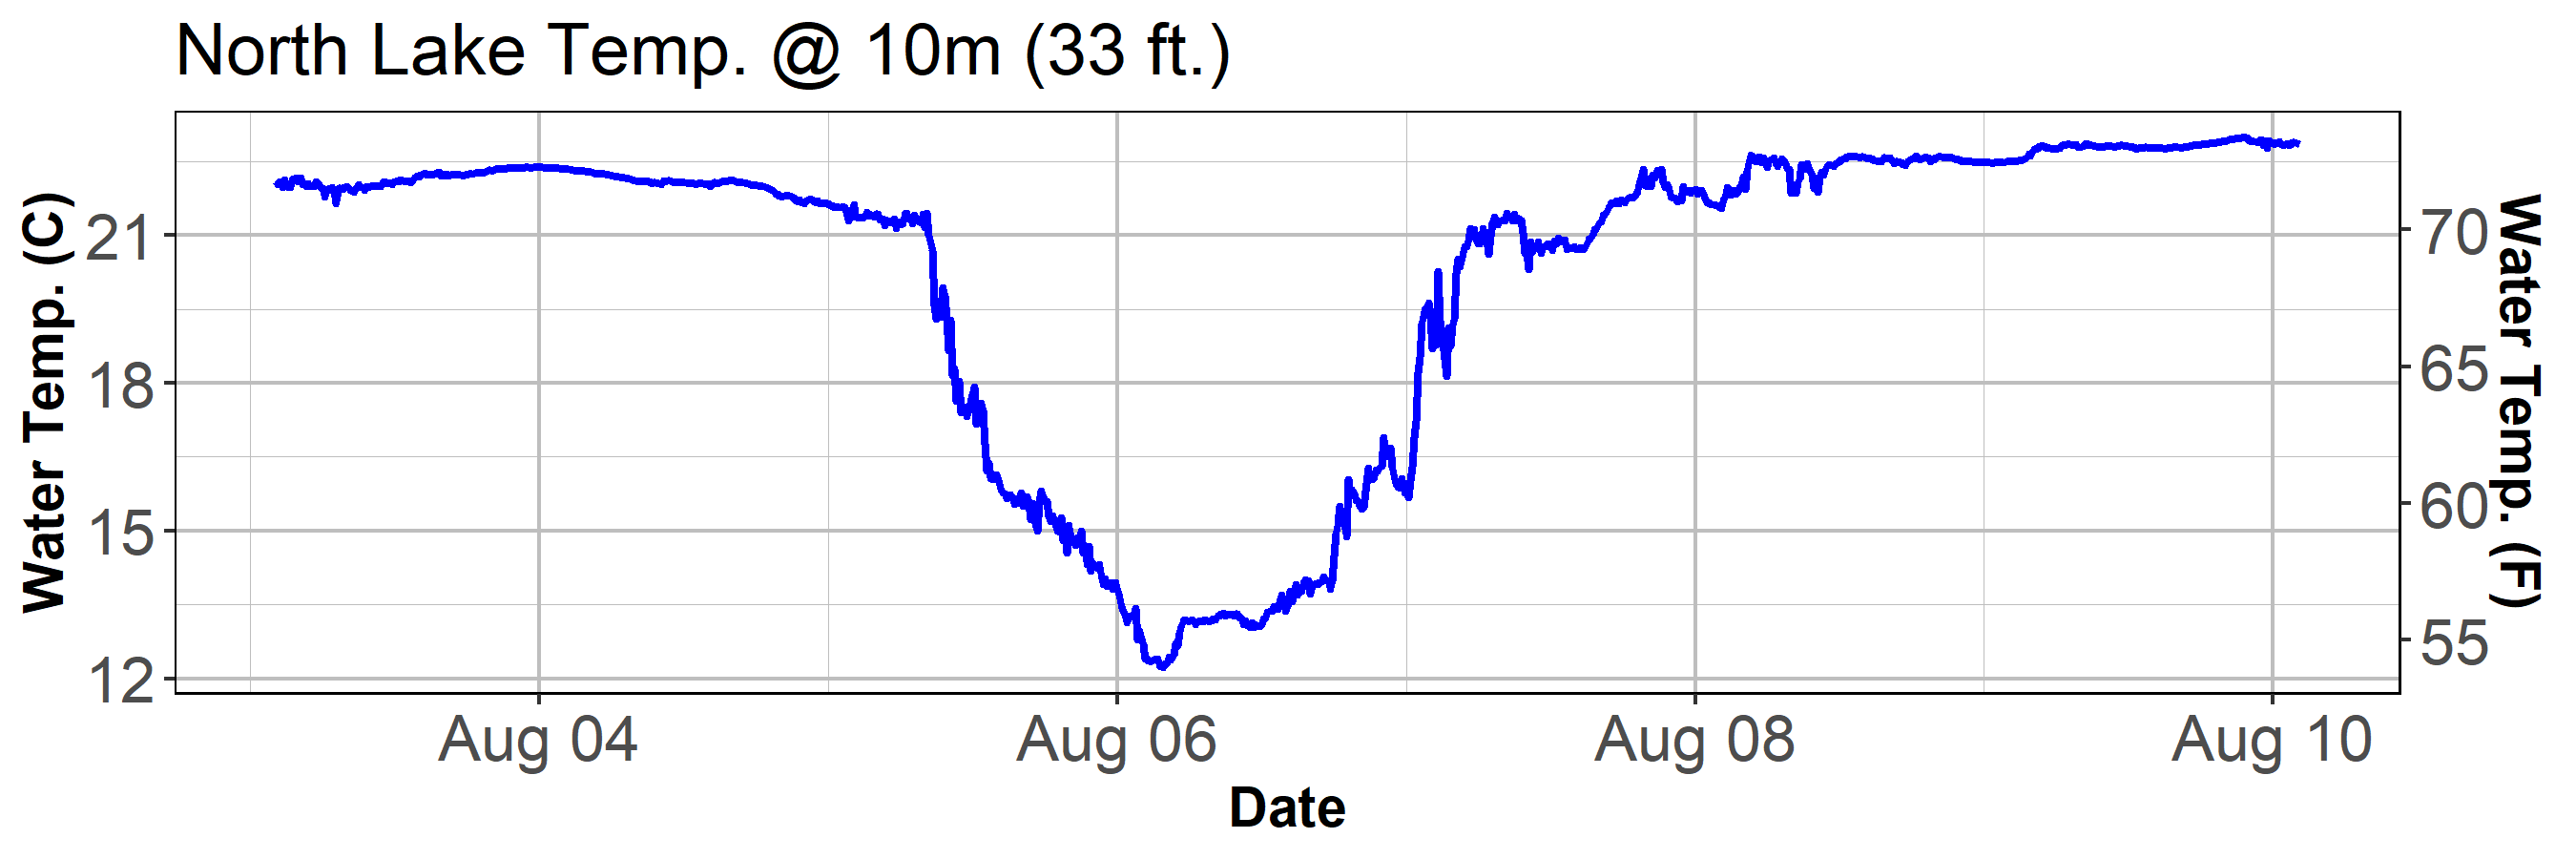 North Lake Temp. @ 10m (33 ft.)
Water Temp. (C)
21
18
15
12
70
65
60
55
Water Temp. (F)
Aug 04
Aug 06
Aug 08
Aug 10
Date